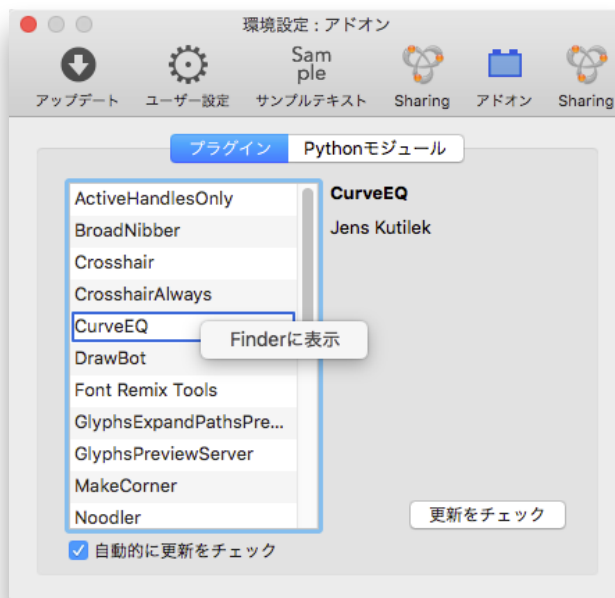 環境設定 : アドオン
Sam
ple
アップデート ユーザー設定 サンプルテキスト Sharing アドオン Sharing
プラグイン Pythonモジュール
ActiveHandlesOnly
BroadNibber
Crosshair
CrosshairAlways
CurveEQ
DrawBot
Font Remix Tools
GlyphsExpandPathsPre...
GlyphsPreviewServer
MakeCorner
Noodler
CurveEQ
Jens Kutilek
Finderに表示
更新をチェック
自動的に更新をチェック